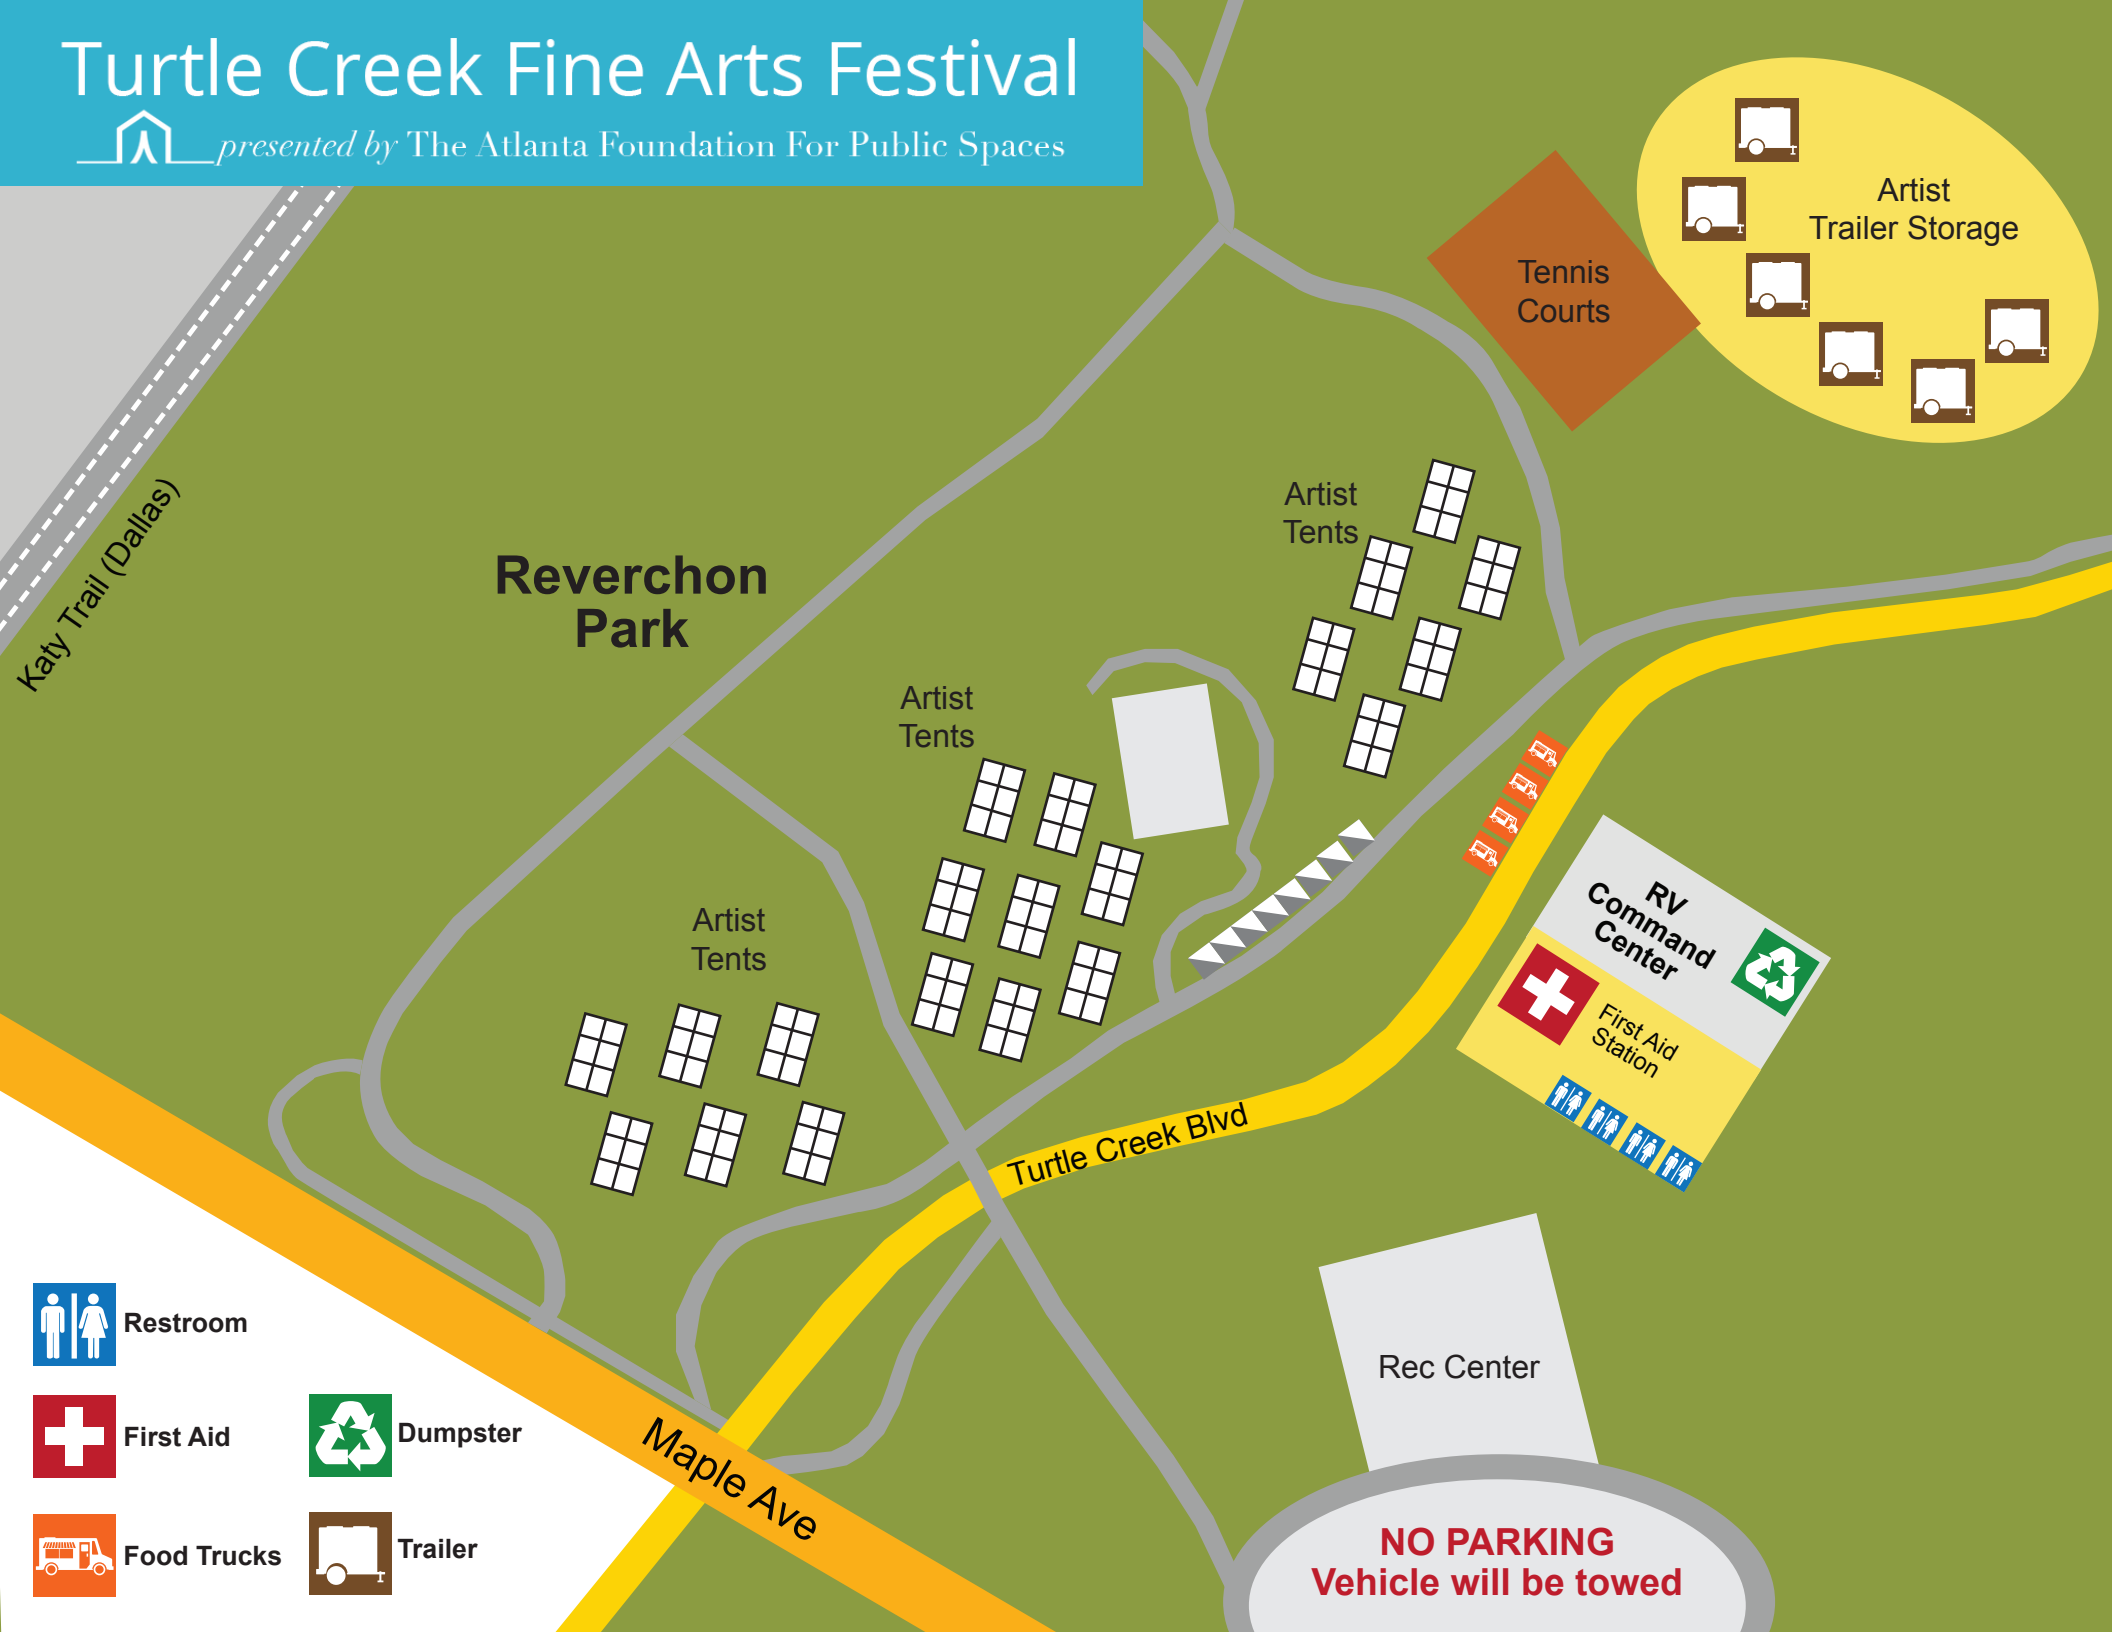 Turtle Creek Fine Arts Festival
presented by The Atlanta Foundation For Public Spaces
Artist
Trailer Storage
Tennis
Courts
Katy Trail (Dallas)
Reverchon
Park
Artist
Tents
Artist
Tents
Artist
Tents
RV
Command
Center
First Aid
Station
Turtle Creek Blvd
Rec Center
Maple Ave
NO PARKING
Vehicle will be towed
Restroom
First Aid
Dumpster
Food Trucks
Trailer